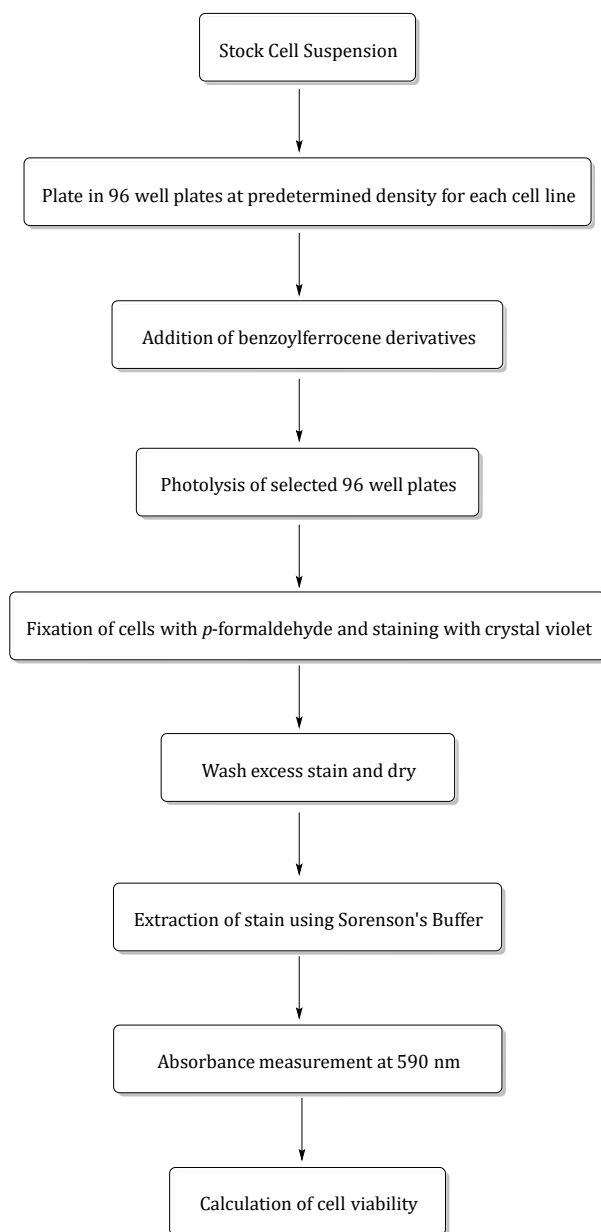 Stock Cell Suspension
Plate in 96 well plates at predetermined density for each cell line
Addition of benzoylferrocene derivatives
Photolysis of selected 96 well plates
Fixation of cells with p-formaldehyde and staining with crystal violet
Wash excess stain and dry
Extraction of stain using Sorenson's Buffer
Absorbance measurement at 590 nm
Calculation of cell viability